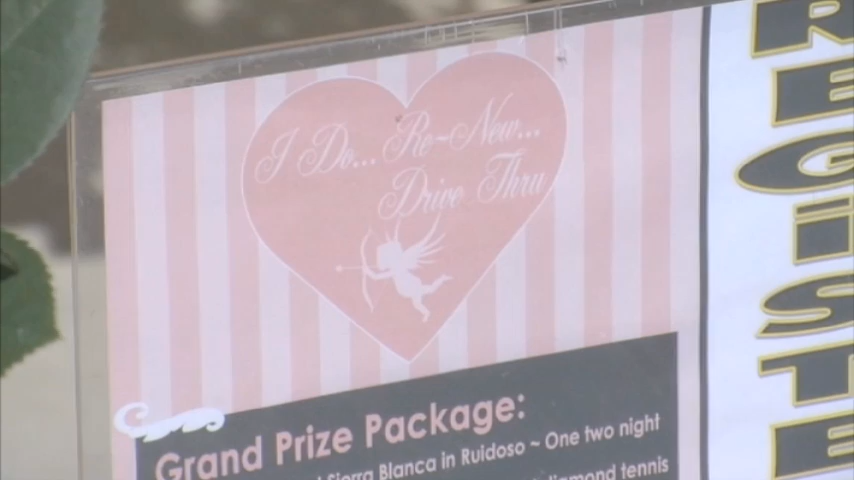 I Do... Re~New...
Drive Thru
Grand Prize Package:
Sierra Blanca in Ruidoso ~ One two night
diamond tennis
REGISTE